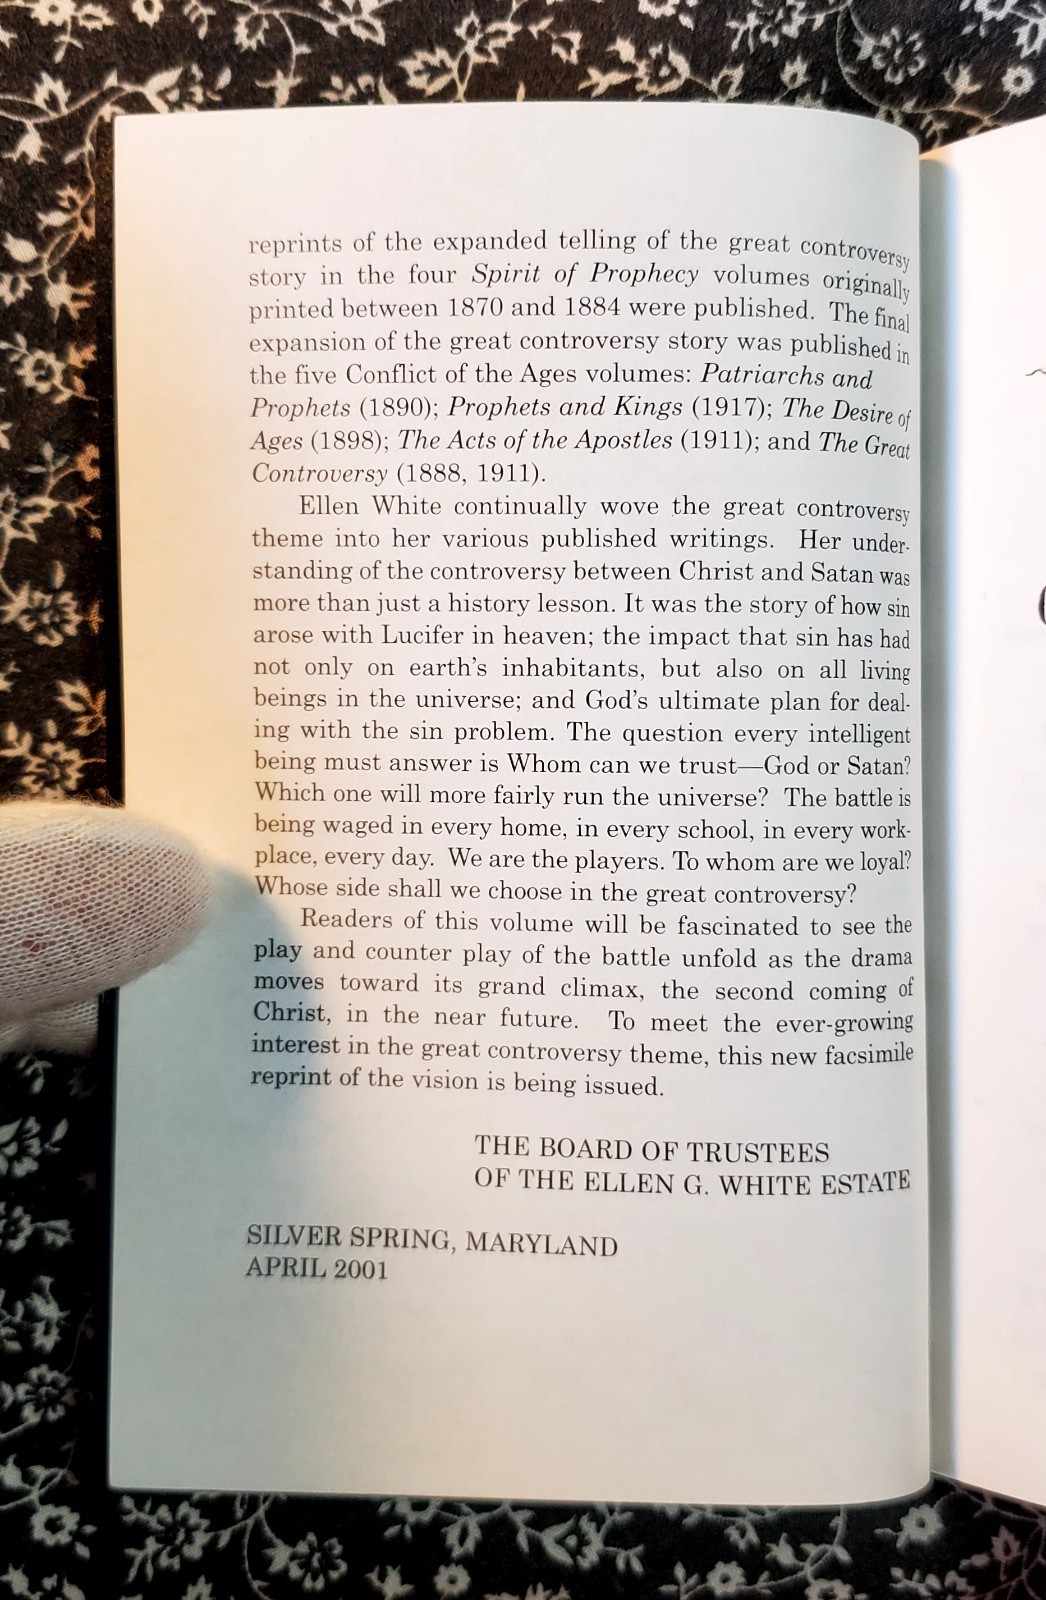 reprints of the expanded telling of the great controversy
story in the four Spirit of Prophecy volumes originally
printed between 1870 and 1884 were published. The final
expansion of the great controversy story was published in
the five Conflict of the Ages volumes: Patriarchs and
Prophets (1890); Prophets and Kings (1917); The Desire of
Ages (1898); The Acts of the Apostles (1911); and The Great
Controversy (1888, 1911).
Ellen White continually wove the great controversy
theme into her various published writings. Her under-
standing of the controversy between Christ and Satan was
more than just a history lesson. It was the story of how sin
arose with Lucifer in heaven; the impact that sin has had
not only on earth's inhabitants, but also on all living
beings in the universe; and God's ultimate plan for deal-
ing with the sin problem. The question every intelligent
being must answer is Whom can we trust—God or Satan?
Which one will more fairly run the universe? The battle is
being waged in every home, in every school, in every work-
place, every day. We are the players. To whom are we loyal?
Whose side shall we choose in the great controversy?
Readers of this volume will be fascinated to see the
play and counter play of the battle unfold as the drama
moves toward its grand climax, the second coming of
Christ, in the near future. To meet the ever-growing
interest in the great controversy theme, this new facsimile
reprint of the vision is being issued.
THE BOARD OF TRUSTEES
OF THE ELLEN G. WHITE ESTATE
SILVER SPRING, MARYLAND
APRIL 2001